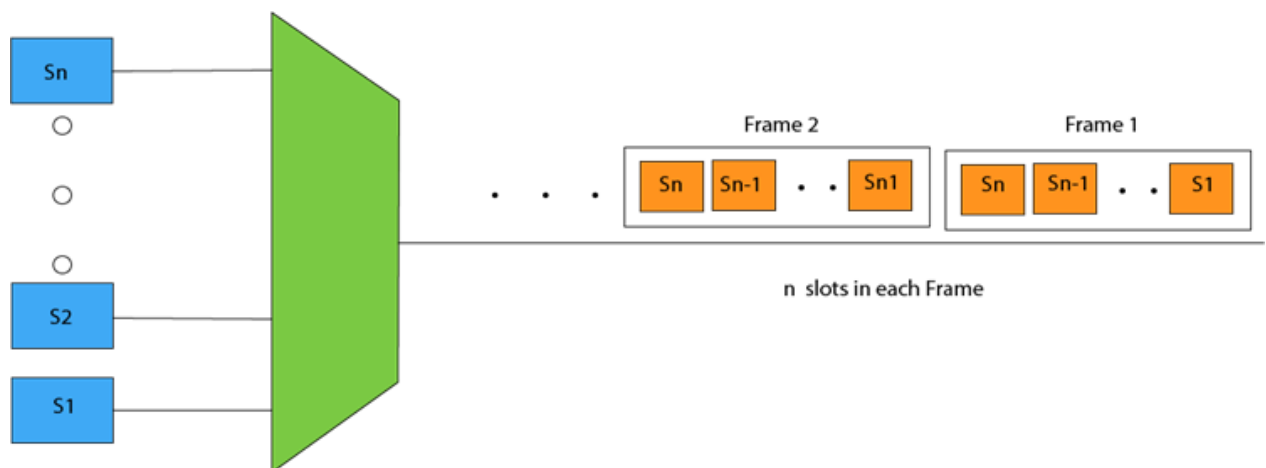 Sn
S2
S1
Frame 2
Sn Sn-1 . . Sn1
Frame 1
Sn Sn-1 . . S1
. . .
n slots in each Frame